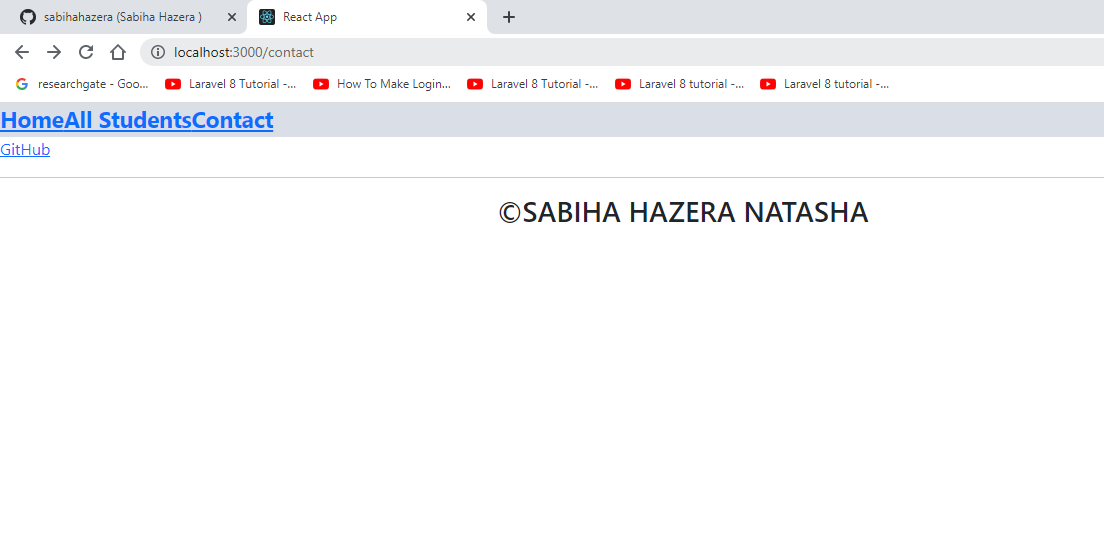 sabihahazera (Sabiha Hazera )
React App
localhost:3000/contact
researchgate - Goo... Laravel 8 Tutorial -... How To Make Login... Laravel 8 Tutorial -... Laravel 8 tutorial -... Laravel 8 tutorial -...
HomeAll StudentsContact
GitHub
©SABIHA HAZERA NATASHA